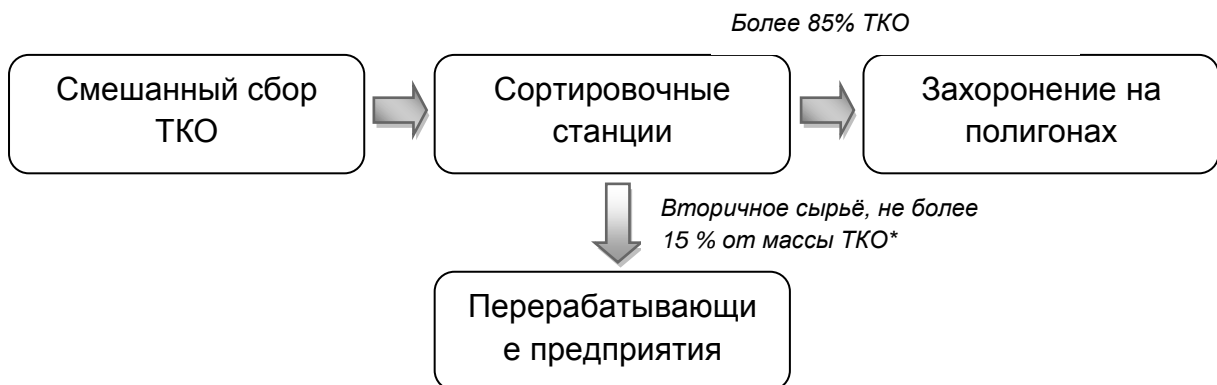 Более 85% ТКО
Смешанный сбор
ТКО
Сортировочные
станции
Захоронение на
полигонах
Вторичное сырьё, не более
15 % от массы ТКО*
Перерабатывающи
е предприятия